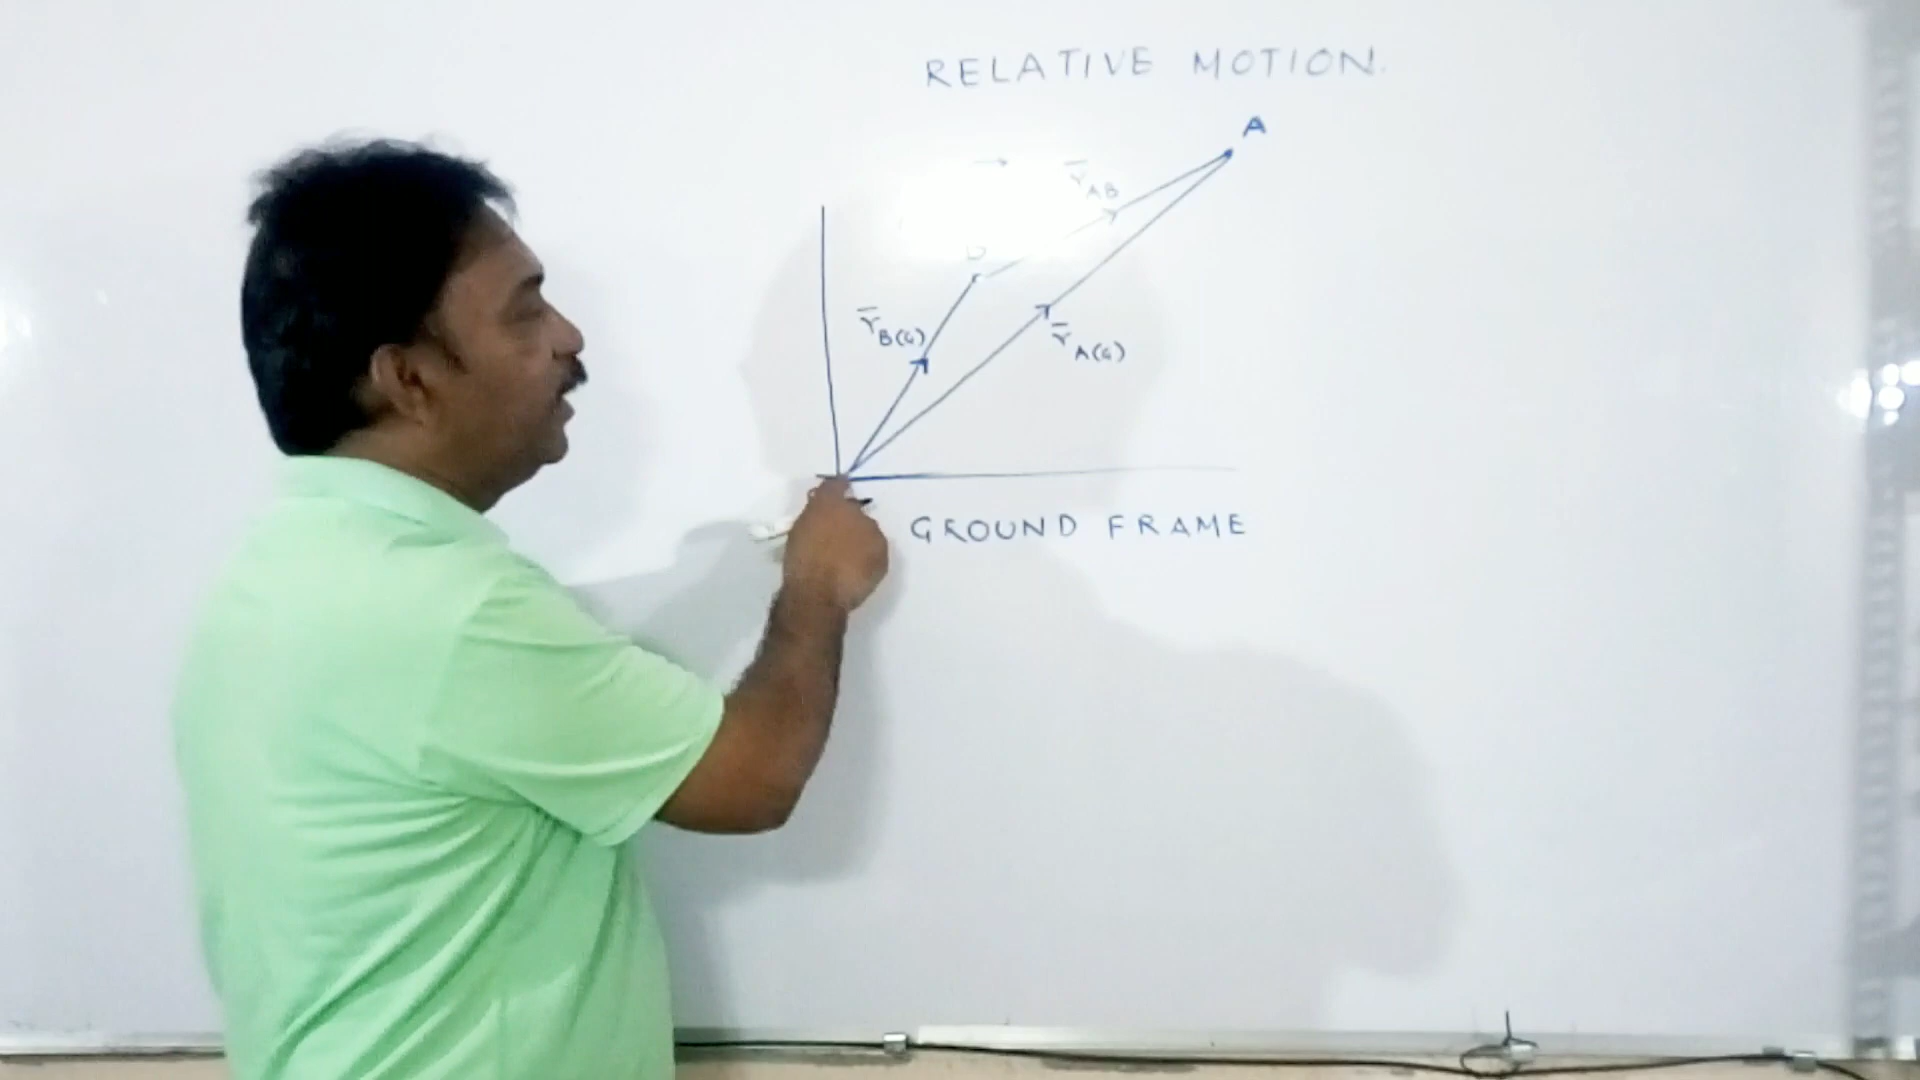 RELATIVE MOTION.
A
r̄AB
r̄B(G)
r̄A(G)
GROUND FRAME